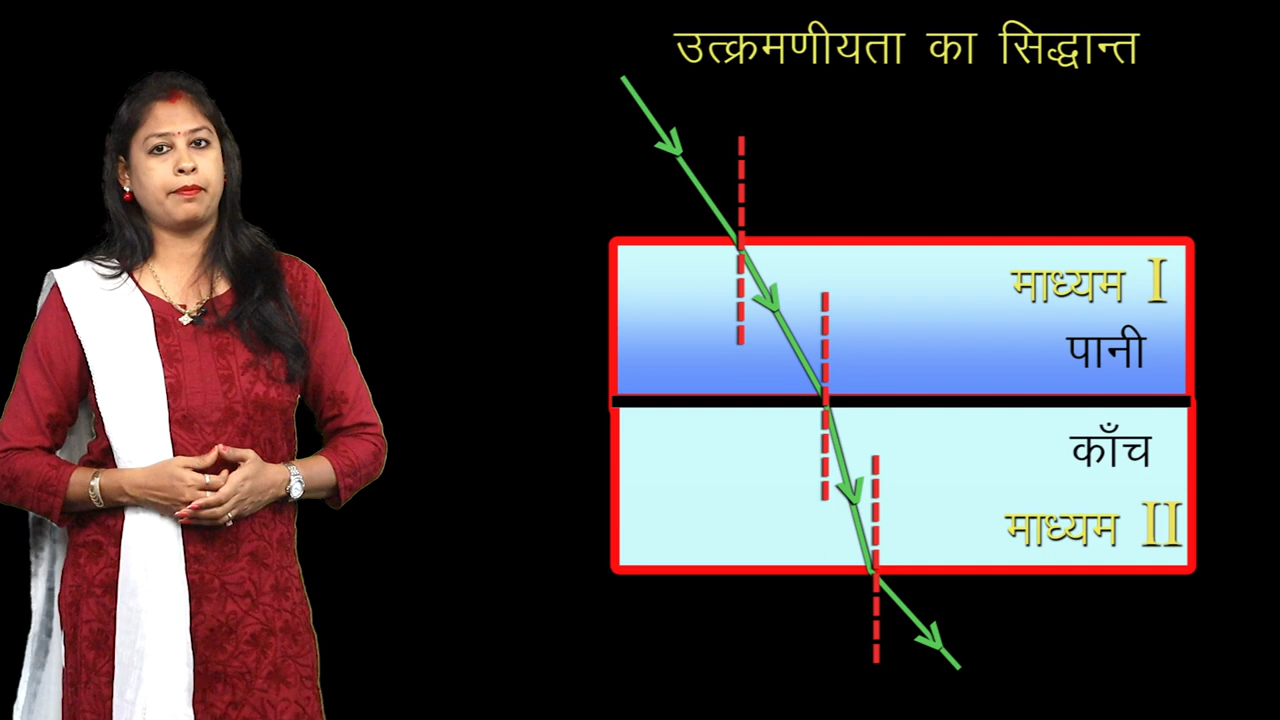 उत्क्रमणीयता का सिद्धान्त
माध्यम I
पानी
काँच
माध्यम II